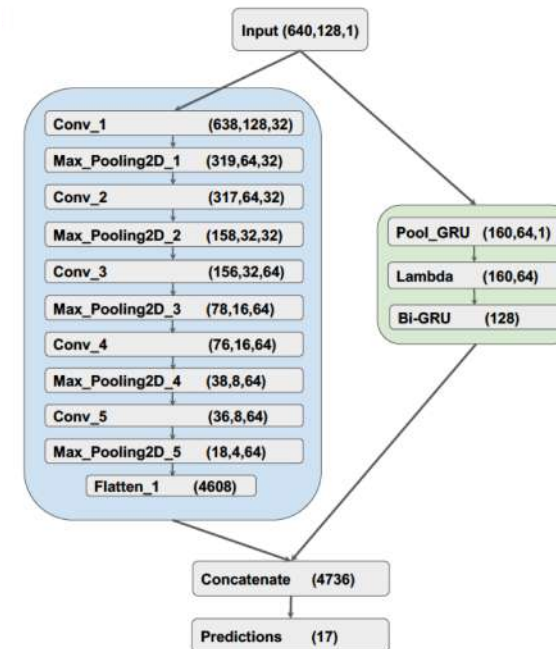 Input (640,128,1)
Conv_1 (638,128,32)
Max_Pooling2D_1 (319,64,32)
Conv_2 (317,64,32)
Max_Pooling2D_2 (158,32,32)
Conv_3 (156,32,64)
Max_Pooling2D_3 (78,16,64)
Conv_4 (76,16,64)
Max_Pooling2D_4 (38,8,64)
Conv_5 (36,8,64)
Max_Pooling2D_5 (18,4,64)
Flatten_1 (4608)
Pool_GRU (160,64,1)
Lambda (160,64)
Bi-GRU (128)
Concatenate (4736)
Predictions (17)